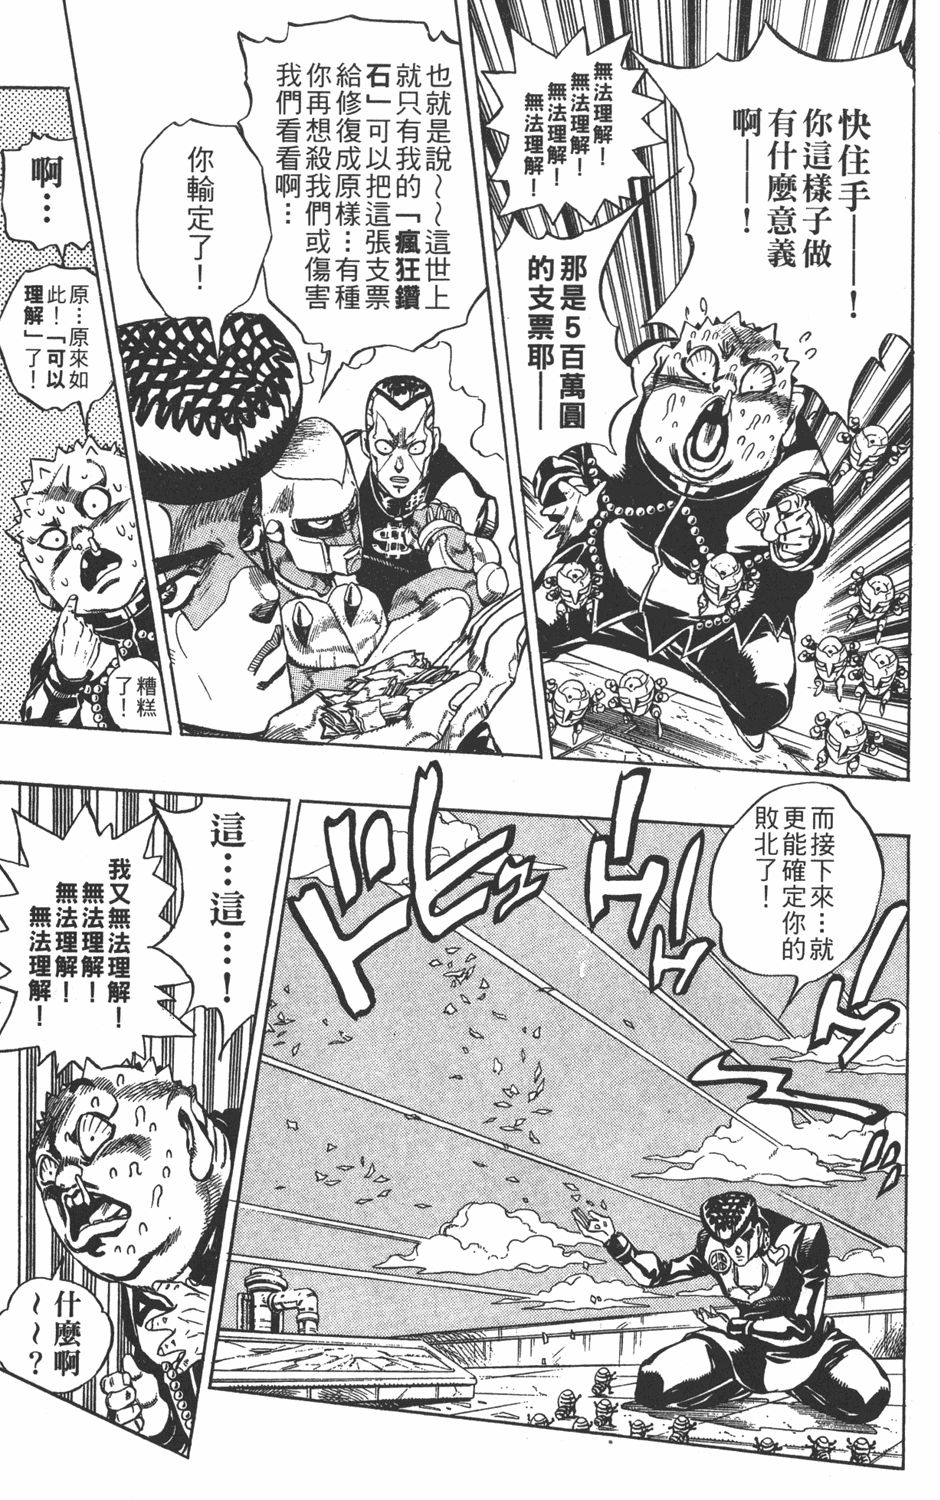 快住手——！
你這樣子做
有什麼意義
啊——！
無法理解！
無法理解！
無法理解！
無法理解！
那是5百萬圓
的支票耶——
也就是說～～這世上
就只有我的「瘋狂鑽
石」可以把這張支票
給修復成原樣…有種
你再想殺我們或傷害
我們看看啊…
你輸定了！
啊…
原…原來如
此！「可以
理解」了！
糟糕
了！
而接下來…就
更能確定你的
敗北了！
ドヒュ
ヒ
这…這…！
我又無法理解！
無法理解！
無法理解！
無法理解！
什麼啊
～～？